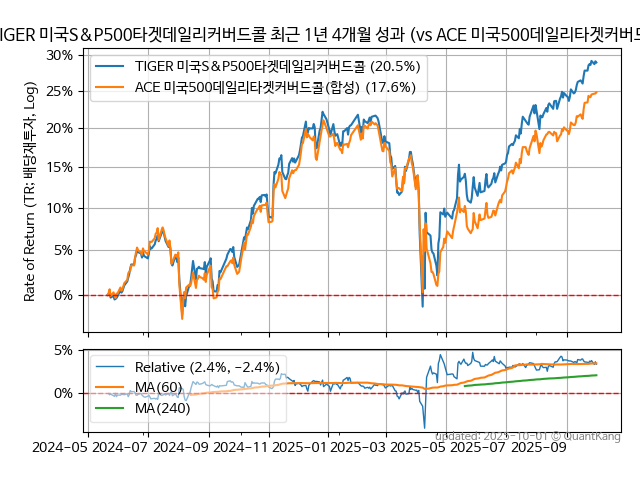 TIGER 미국S&P500타겟데일리커버드콜 최근 1년 4개월 성과 (vs ACE 미국500데일리타겟커버드
30%
25%
20%
15%
10%
5%
0%
Rate of Return (TR: 배당재투자, Log)
TIGER 미국S&P500타겟데일리커버드콜 (20.5%)
ACE 미국500데일리타겟커버드콜(합성) (17.6%)
5%
0%
Relative (2.4%, -2.4%)
MA(60)
MA(240)
updated: 2025-10-01 © QuantKang
2024-05 2024-07 2024-09 2024-11 2025-01 2025-03 2025-05 2025-07 2025-09